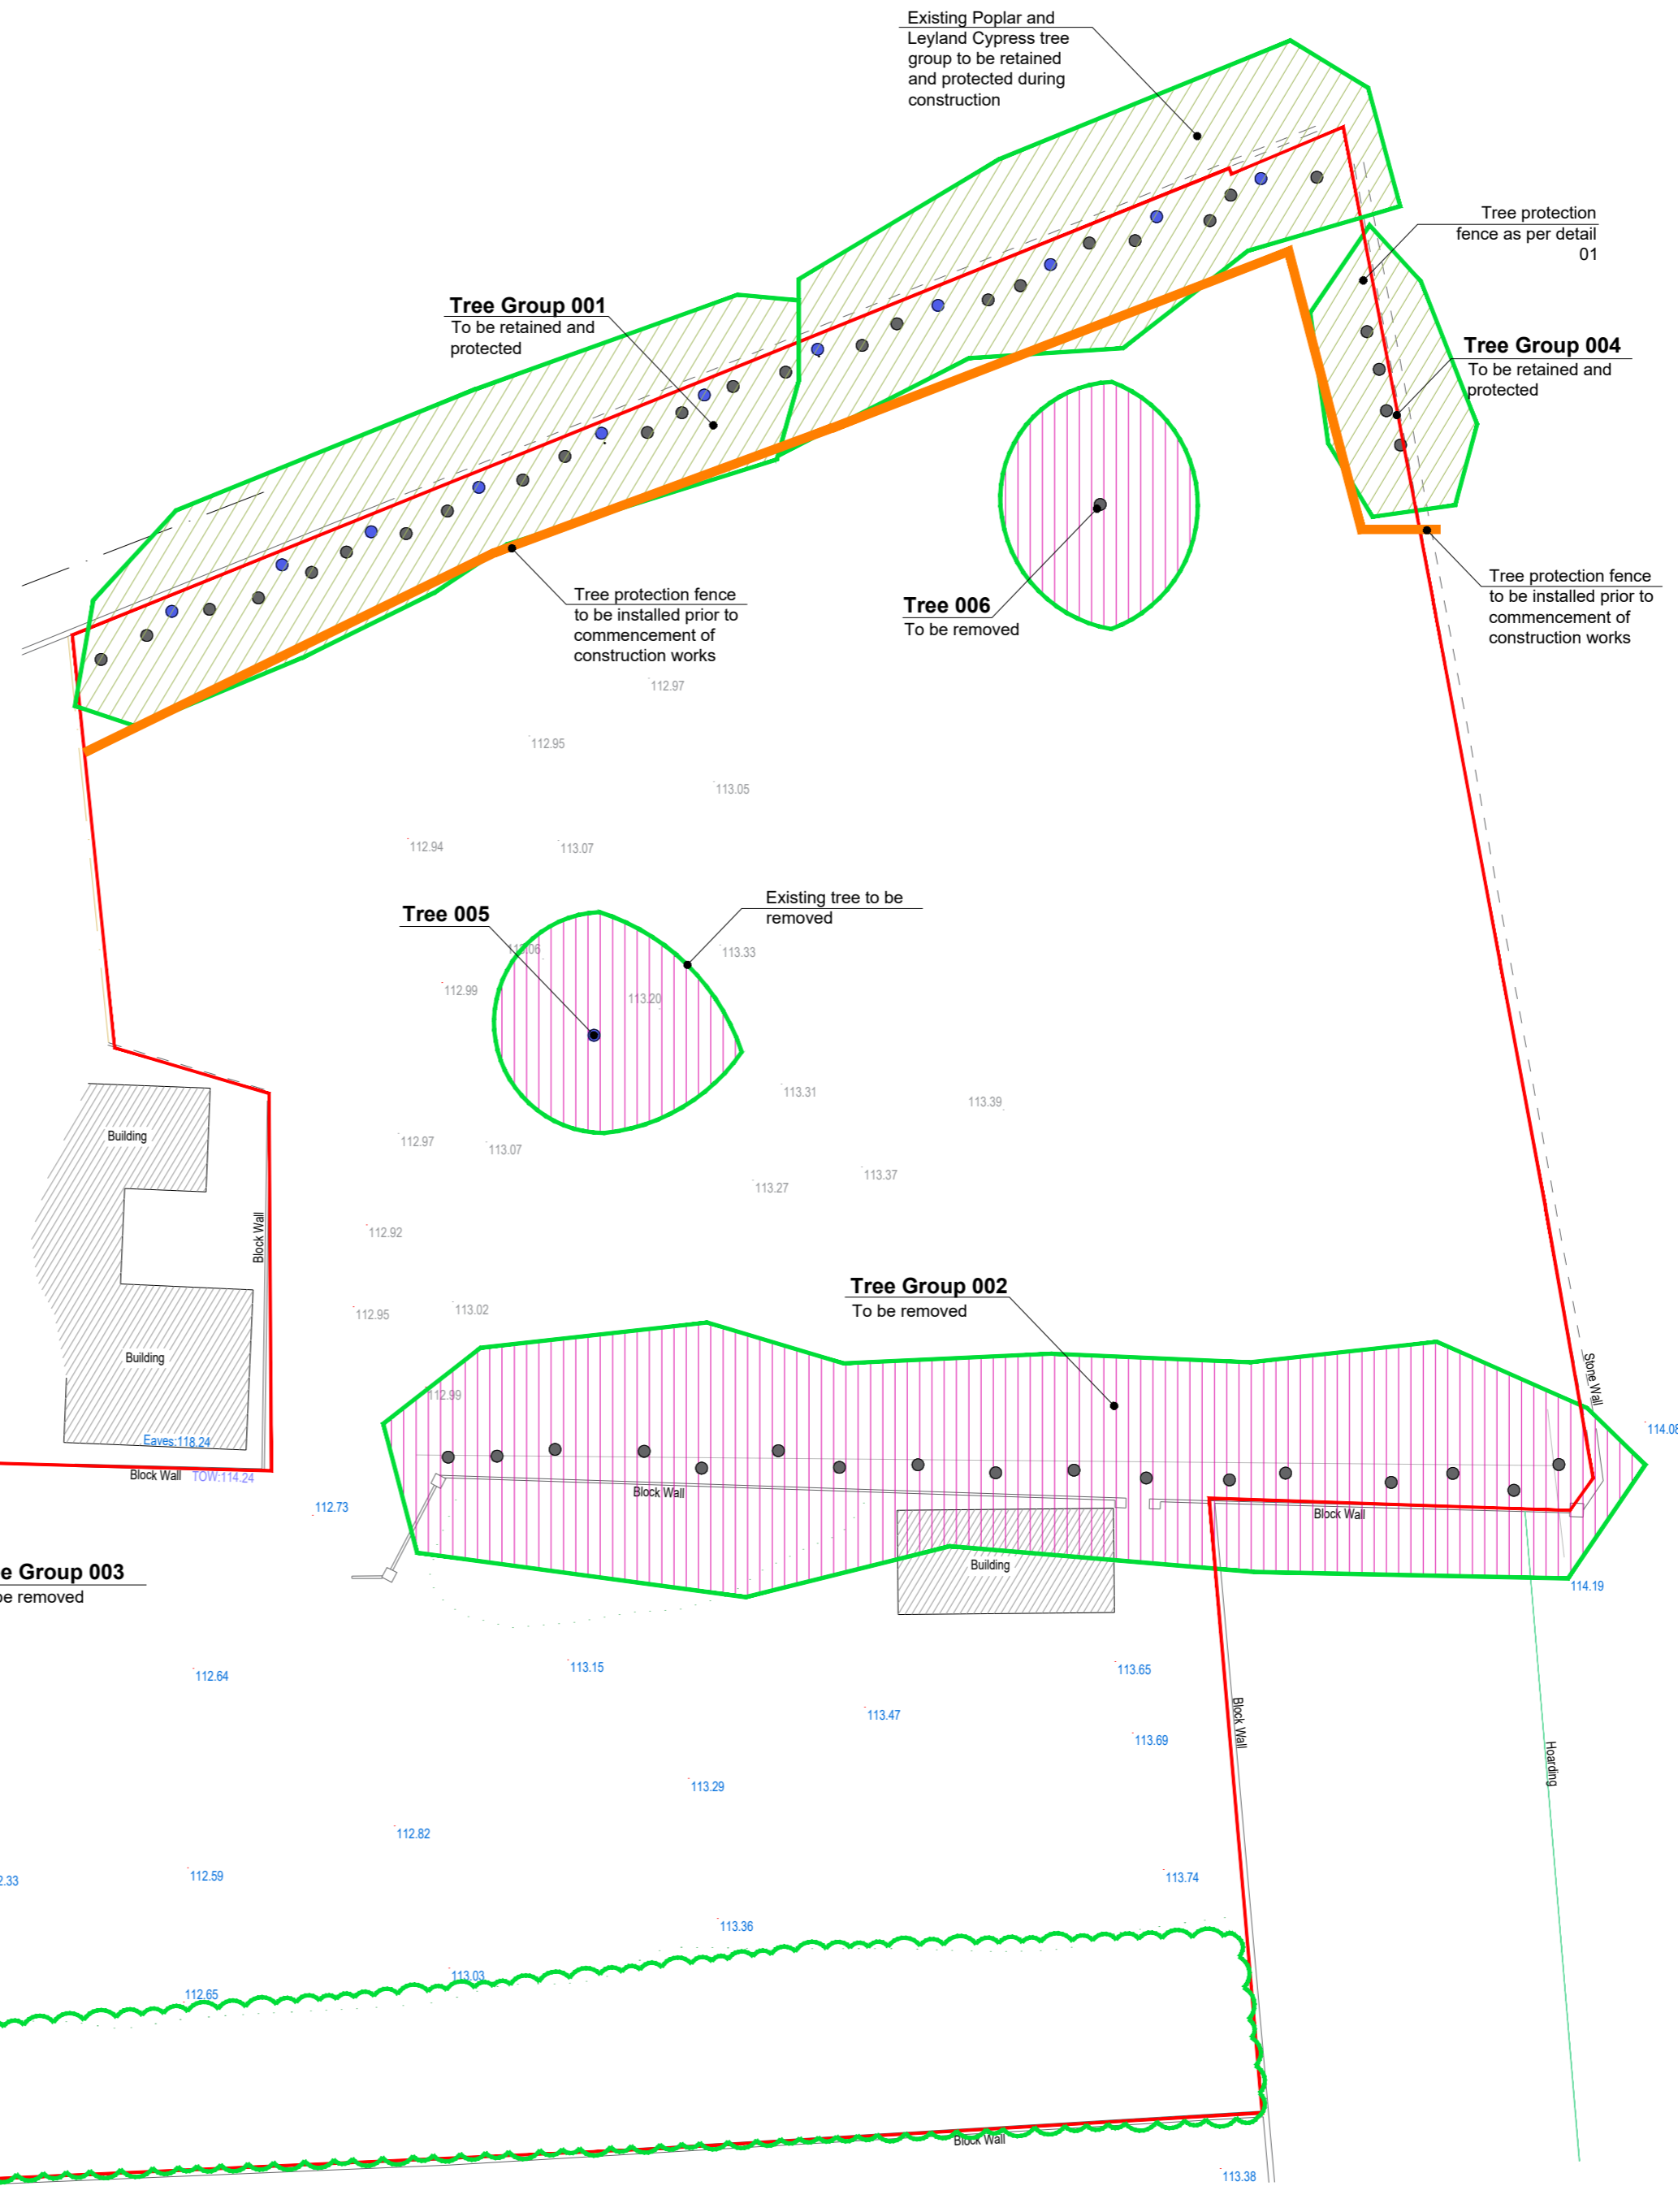 Existing Poplar and
Leyland Cypress tree
group to be retained
and protected during
construction
Tree protection
fence as per detail
01
Tree Group 001
To be retained and
protected
Tree Group 004
To be retained and
protected
Tree protection fence
to be installed prior to
commencement of
construction works
Tree protection fence
to be installed prior to
commencement of
construction works
Tree 006
To be removed
112.97
112.95
113.05
112.94
113.07
Existing tree to be
removed
Tree 005
113.06
113.33
112.99
113.20
113.31
113.39
Building
112.97
113.07
113.37
113.27
Block Wall
112.92
Tree Group 002
To be removed
112.95
113.02
Building
Stone Wall
112.99
114.08
Eaves:118.24
Block Wall
TOW:114.24
Block Wall
112.73
Block Wall
Building
e Group 003
be removed
114.19
113.15
113.65
112.64
113.47
Block Wall
113.69
Hoarding
113.29
112.82
112.59
2.33
113.74
113.36
113.03
112.65
Block Wall
113.38